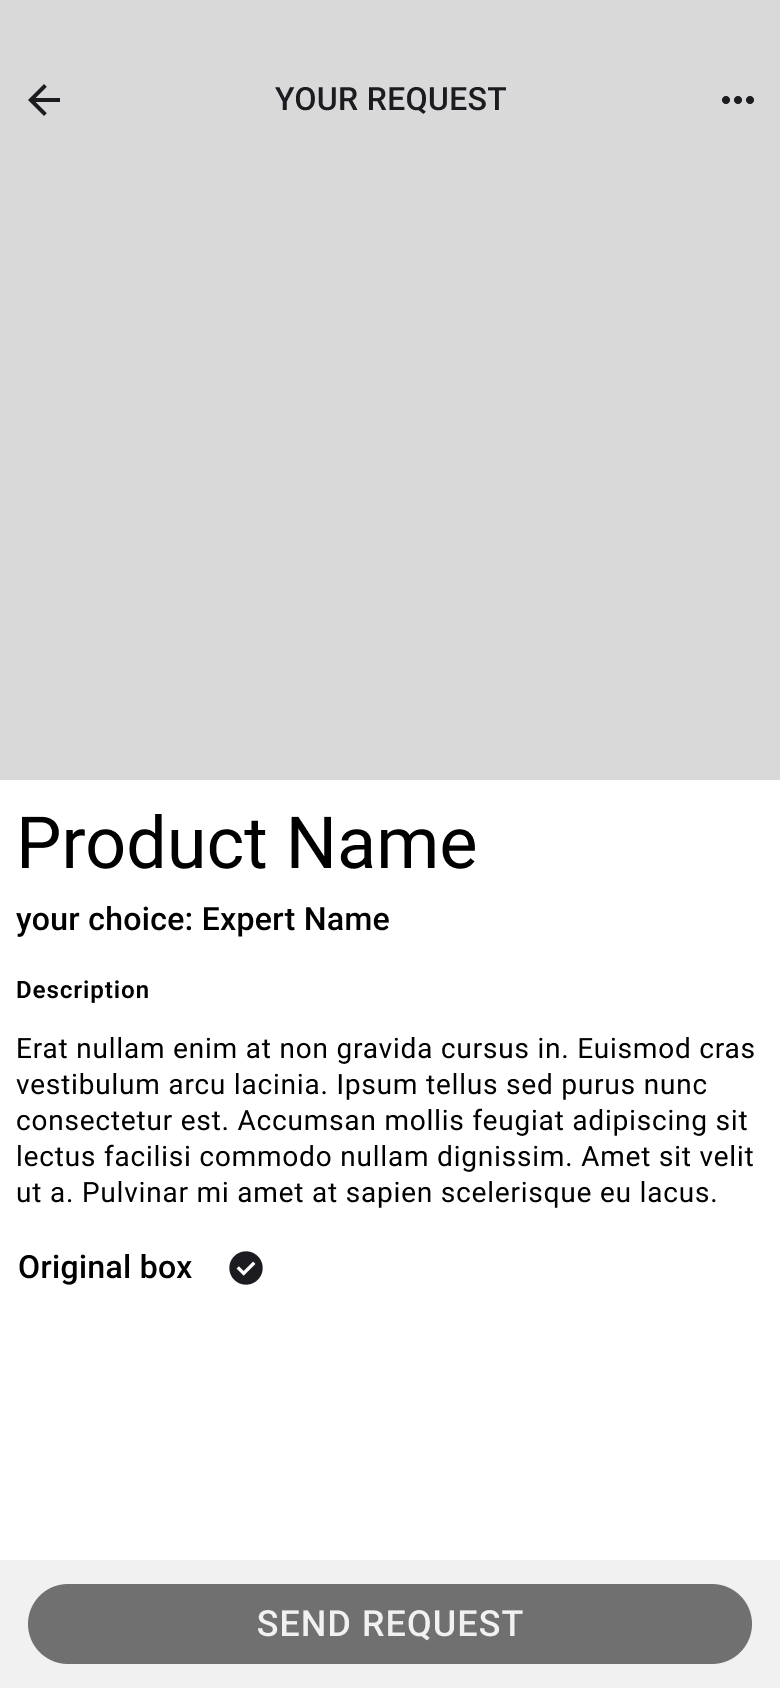 YOUR REQUEST
Product Name
your choice: Expert Name
Description
Erat nullam enim at non gravida cursus in. Euismod cras
vestibulum arcu lacinia. Ipsum tellus sed purus nunc
consectetur est. Accumsan mollis feugiat adipiscing sit
lectus facilisi commodo nullam dignissim. Amet sit velit
ut a. Pulvinar mi amet at sapien scelerisque eu lacus.
Original box
SEND REQUEST